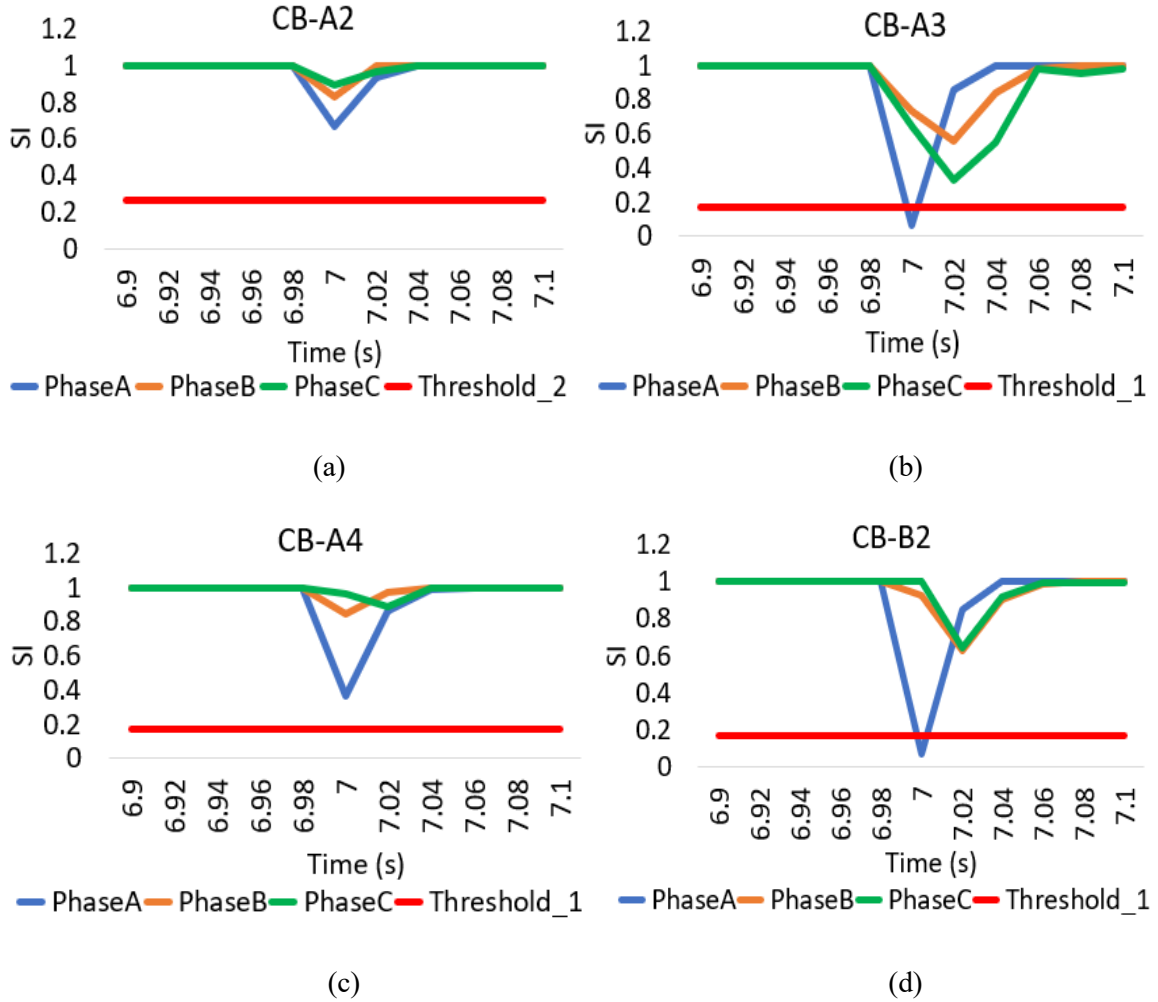 CB-A2
1.2
1
0.8
0.6
0.4
0.2
0
SI
6.9 6.92 6.94 6.96 6.98 7 7.02 7.04 7.06 7.08 7.1
Time (s)
PhaseA PhaseB PhaseC Threshold_2
(a)
CB-A3
1.2
1
0.8
0.6
0.4
0.2
0
SI
6.9 6.92 6.94 6.96 6.98 7 7.02 7.04 7.06 7.08 7.1
Time (s)
PhaseA PhaseB PhaseC Threshold_1
(b)
CB-A4
1.2
1
0.8
0.6
0.4
0.2
0
SI
6.9 6.92 6.94 6.96 6.98 7 7.02 7.04 7.06 7.08 7.1
Time (s)
PhaseA PhaseB PhaseC Threshold_1
(c)
CB-B2
1.2
1
0.8
0.6
0.4
0.2
0
SI
6.9 6.92 6.94 6.96 6.98 7 7.02 7.04 7.06 7.08 7.1
Time (s)
PhaseA PhaseB PhaseC Threshold_1
(d)